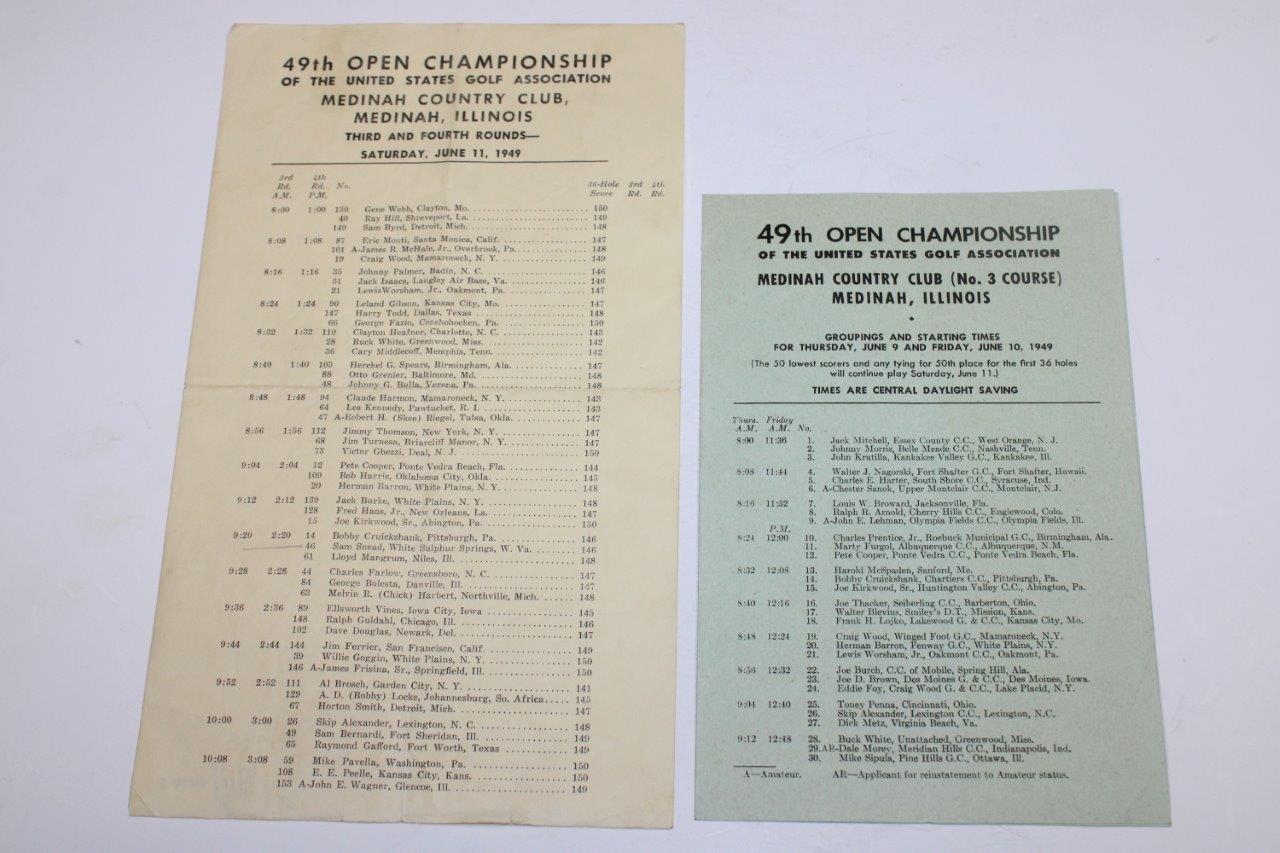 49th OPEN CHAMPIONSHIP
OF THE UNITED STATES GOLF ASSOCIATION
MEDINAH COUNTRY CLUB,
MEDINAH, ILLINOIS
THIRD AND FOURTH ROUNDS—
SATURDAY, JUNE 11, 1949
3rd 4th
Rd. Rd. No. 36-Hole 3rd 4th
A.M. P.M. Score Rd. Rd.
8:00 1:00 130 Gene Webb, Clayton, Mo. 150
40 Ray Hill, Shreveport, La. 149
149 Sam Byrd, Detroit, Mich. 148
8:08 1:08 87 Eric Monti, Santa Monica, Calif. 147
101 A-James B. McHale, Jr., Overbrook, Pa. 148
19 Craig Wood, Mamaroneck, N. Y. 149
8:16 1:16 35 Johnny Palmer, Badin, N. C. 146
51 Jack Isaacs, Langley Air Base, Va. 146
21 Lewis Worsham, Jr., Oakmont, Pa. 147
8:24 1:24 90 Leland Gibson, Kansas City, Mo. 147
147 Harry Todd, Dallas, Texas 148
66 George Fazio, Conshohocken, Pa. 150
8:32 1:32 110 Clayton Heafner, Charlotte, N. C. 143
28 Buck White, Greenwood, Miss. 142
36 Cary Middlecoff, Memphis, Tenn. 142
8:40 1:40 103 Herchel G. Spears, Birmingham, Ala. 147
88 Otto Greiner, Baltimore, Md. 148
48 Johnny G. Bulla, Verona, Pa. 148
8:48 1:48 94 Claude Harmon, Mamaroneck, N. Y. 143
64 Les Kennedy, Pawtucket, R. I. 143
47 A-Robert H. (Skee) Riegel, Tulsa, Okla. 147
8:56 1:56 112 Jimmy Thomson, New York, N. Y. 147
68 Jim Turnesa, Briarcliff Manor, N. Y. 147
73 Victor Ghezzi, Deal, N. J. 150
9:04 2:04 12 Pete Cooper, Ponte Vedra Beach, Fla. 144
109 Bob Harris, Oklahoma City, Okla. 145
20 Herman Barron, White Plains, N. Y. 148
9:12 2:12 139 Jack Burke, White Plains, N. Y. 148
128 Fred Haas, Jr., New Orleans, La. 147
15 Joe Kirkwood, Sr., Abington, Pa. 150
9:20 2:20 14 Bobby Cruickshank, Pittsburgh, Pa. 146
46 Sam Snead, White Sulphur Springs, W. Va. 146
61 Lloyd Mangrum, Niles, Ill. 148
9:28 2:28 44 Charles Farlow, Greensboro, N. C. 147
84 George Bolesta, Danville, Ill. 147
63 Melvin R. (Chick) Harbert, Northville, Mich. 148
9:36 2:36 89 Ellsworth Vines, Iowa City, Iowa 145
148 Ralph Guldahl, Chicago, Ill. 146
102 Dave Douglas, Newark, Del. 147
9:44 2:44 144 Jim Ferrier, San Francisco, Calif. 149
39 Willie Goggin, White Plains, N. Y. 150
146 A-James Frisina, Sr., Springfield, Ill. 150
9:52 2:52 111 Al Brosch, Garden City, N. Y. 141
129 A. D. (Bobby) Locke, Johannesburg, So. Africa 145
67 Horton Smith, Detroit, Mich. 147
10:00 3:00 26 Skip Alexander, Lexington, N. C. 148
49 Sam Bernardi, Fort Sheridan, Ill. 149
65 Raymond Gafford, Fort Worth, Texas 149
10:08 3:08 59 Mike Pavella, Washington, Pa. 150
108 E. E. Peelle, Kansas City, Kans. 150
153 A-John E. Wagner, Glencoe, Ill. 149
49th OPEN CHAMPIONSHIP
OF THE UNITED STATES GOLF ASSOCIATION
MEDINAH COUNTRY CLUB (No. 3 COURSE)
MEDINAH, ILLINOIS
GROUPINGS AND STARTING TIMES
FOR THURSDAY, JUNE 9 AND FRIDAY, JUNE 10, 1949
(The 50 lowest scorers and any tying for 50th place for the first 36 holes
will continue play Saturday, June 11.)
TIMES ARE CENTRAL DAYLIGHT SAVING
Thurs. Friday
A.M. A.M. No.
8:00 11:36 1. Jack Mitchell, Essex County C.C., West Orange, N. J.
2. Johnny Morris, Belle Meade C.C., Nashville, Tenn.
3. John Krutilla, Kankakee Valley G.C., Kankakee, Ill.
8:08 11:44 4. Walter J. Nagorski, Fort Shafter G.C., Fort Shafter, Hawaii.
5. Charles E. Harter, South Shore C.C., Syracuse, Ind.
6. A-Chester Sanok, Upper Montclair C.C., Montclair, N.J.
8:16 11:52 7. Louis W. Broward, Jacksonville, Fla.
8. Ralph R. Arnold, Cherry Hills C.C., Englewood, Colo.
9. A-John E. Lehman, Olympia Fields C.C., Olympia Fields, Ill.
P.M.
8:24 12:00 10. Charles Prentice, Jr., Roebuck Municipal G.C., Birmingham, Ala.
11. Marty Furgol, Albuquerque C.C., Albuquerque, N.M.
12. Pete Cooper, Ponte Vedra C.C., Ponte Vedra Beach, Fla.
8:32 12:08 13. Harold McSpaden, Sanford, Me.
14. Bobby Cruickshank, Chartiers C.C., Pittsburgh, Pa.
15. Joe Kirkwood, Sr., Huntington Valley C.C., Abington, Pa.
8:40 12:16 16. Joe Thacker, Seiberling C.C., Barberton, Ohio.
17. Walter Blevins, Smiley's D.T., Mission, Kans.
18. Frank H. Lojko, Lakewood G. & C.C., Kansas City, Mo.
8:48 12:24 19. Craig Wood, Winged Foot G.C., Mamaroneck, N.Y.
20. Herman Barron, Fenway G.C., White Plains, N.Y.
21. Lewis Worsham, Jr., Oakmont C.C., Oakmont, Pa.
8:56 12:32 22. Joe Burch, C.C. of Mobile, Spring Hill, Ala.
23. Joe D. Brown, Des Moines G. & C.C., Des Moines, Iowa.
24. Eddie Foy, Craig Wood G. & C.C., Lake Placid, N.Y.
9:04 12:40 25. Toney Penna, Cincinnati, Ohio.
26. Skip Alexander, Lexington C.C., Lexington, N.C.
27. Dick Metz, Virginia Beach, Va.
9:12 12:48 28. Buck White, Unattached, Greenwood, Miss.
29. AR-Dale Morey, Meridian Hills C.C., Indianapolis, Ind.
30. Mike Sipula, Pine Hills G.C., Ottawa, Ill.
A—Amateur. AR—Applicant for reinstatement to Amateur status.